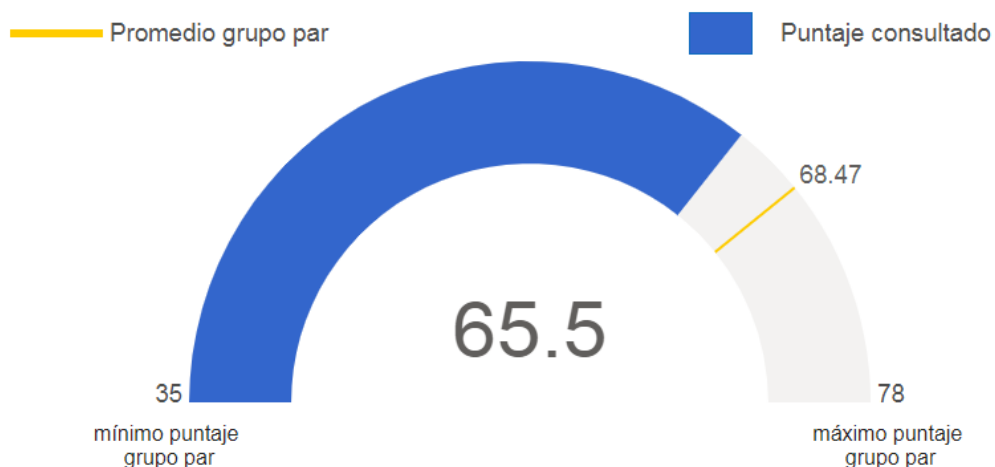 Promedio grupo par
Puntaje consultado
68.47
65.5
35
78
mínimo puntaje
grupo par
máximo puntaje
grupo par